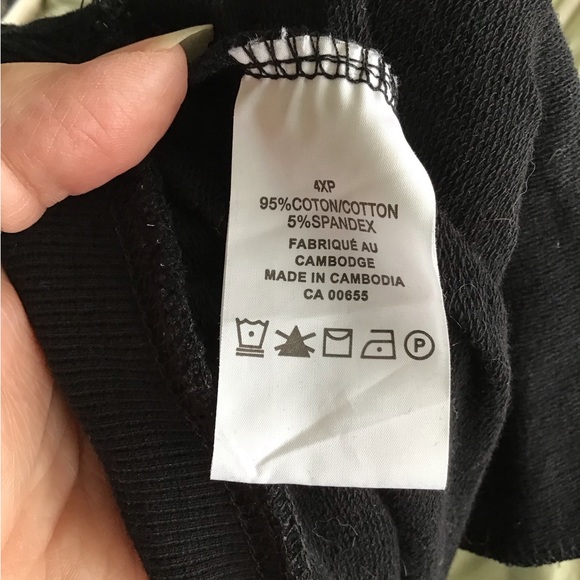 4XP
95%COTON/COTTON
5%SPANDEX
FABRIQUÉ AU
CAMBODGE
MADE IN CAMBODIA
CA 00655
P